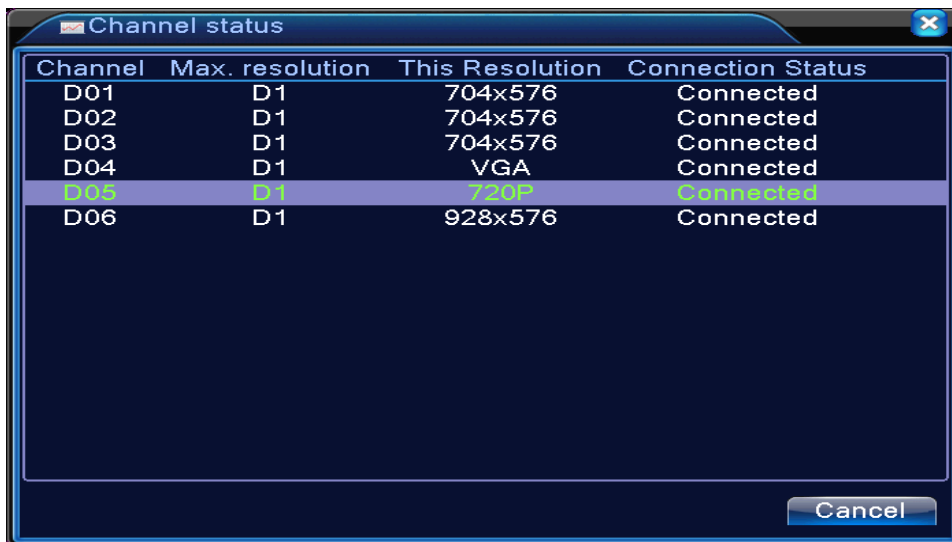 Channel status
Channel Max. resolution This Resolution Connection Status
D01 D1 704x576 Connected
D02 D1 704x576 Connected
D03 D1 704x576 Connected
D04 D1 VGA Connected
D05 D1 720P Connected
D06 D1 928x576 Connected
Cancel